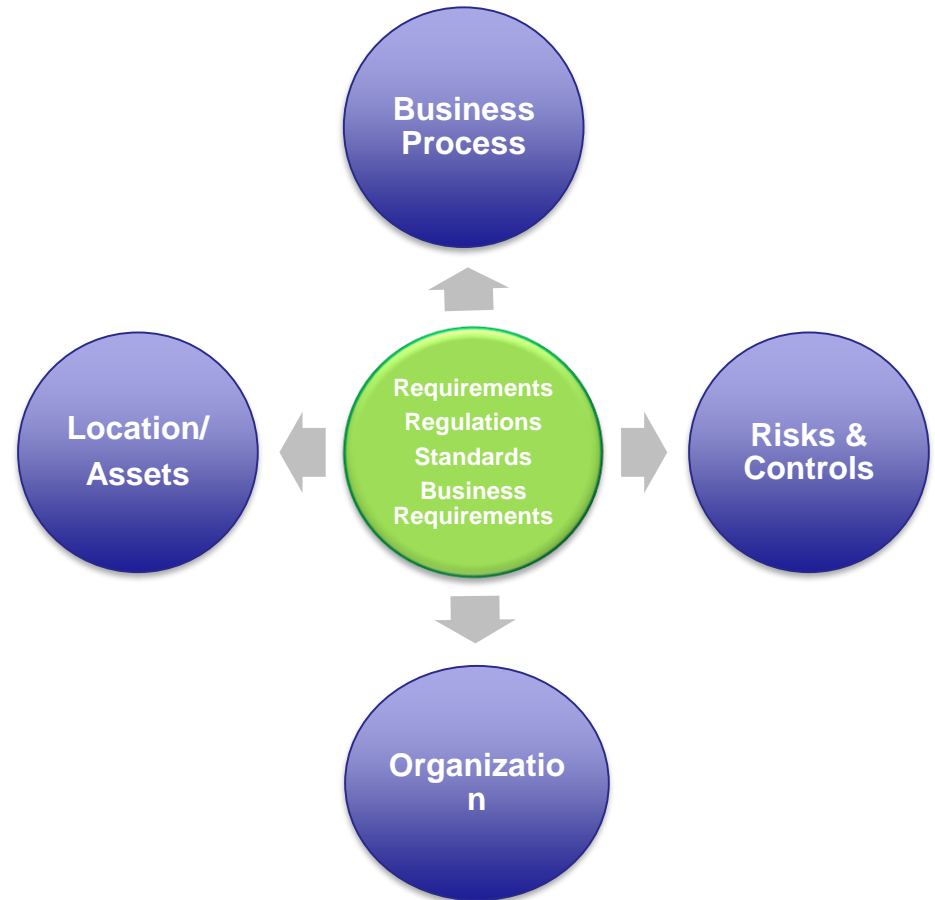 Business
Process
Location/
Assets
Requirements
Regulations
Standards
Business
Requirements
Risks &
Controls
Organizatio
n